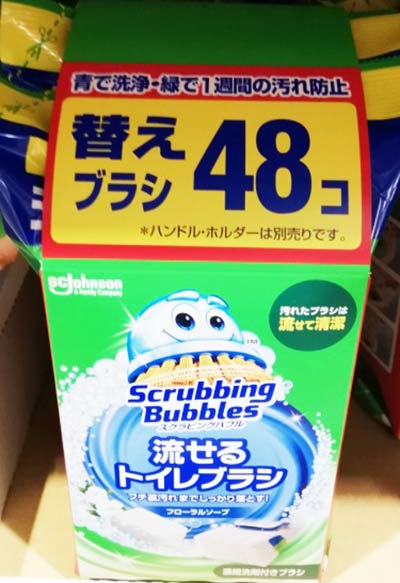 青で洗浄・緑で1週間の汚れ防止
替え
ブラシ 48コ
*ハンドル・ホルダーは別売りです。
scjohnson
A Family Company
汚れたブラシは
流せて清潔
TM
Scrubbing
Bubbles
スクラビングバブル
流せる
トイレブラシ
フチ裏汚れまでしっかり落とす!
フローラルソープ
濃縮洗剤付きブラシ